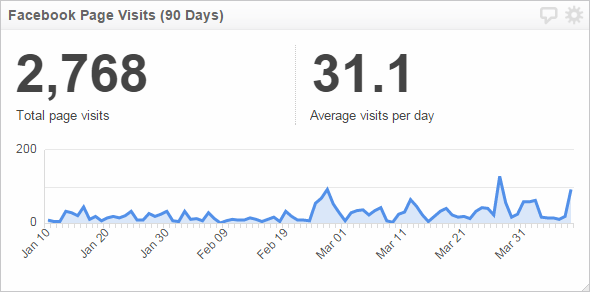 Facebook Page Visits (90 Days)
2,768
31.1
Total page visits
Average visits per day
200
0
Jan 10
Jan 20
Jan 30
Feb 09
Feb 19
Mar 01
Mar 11
Mar 21
Mar 31